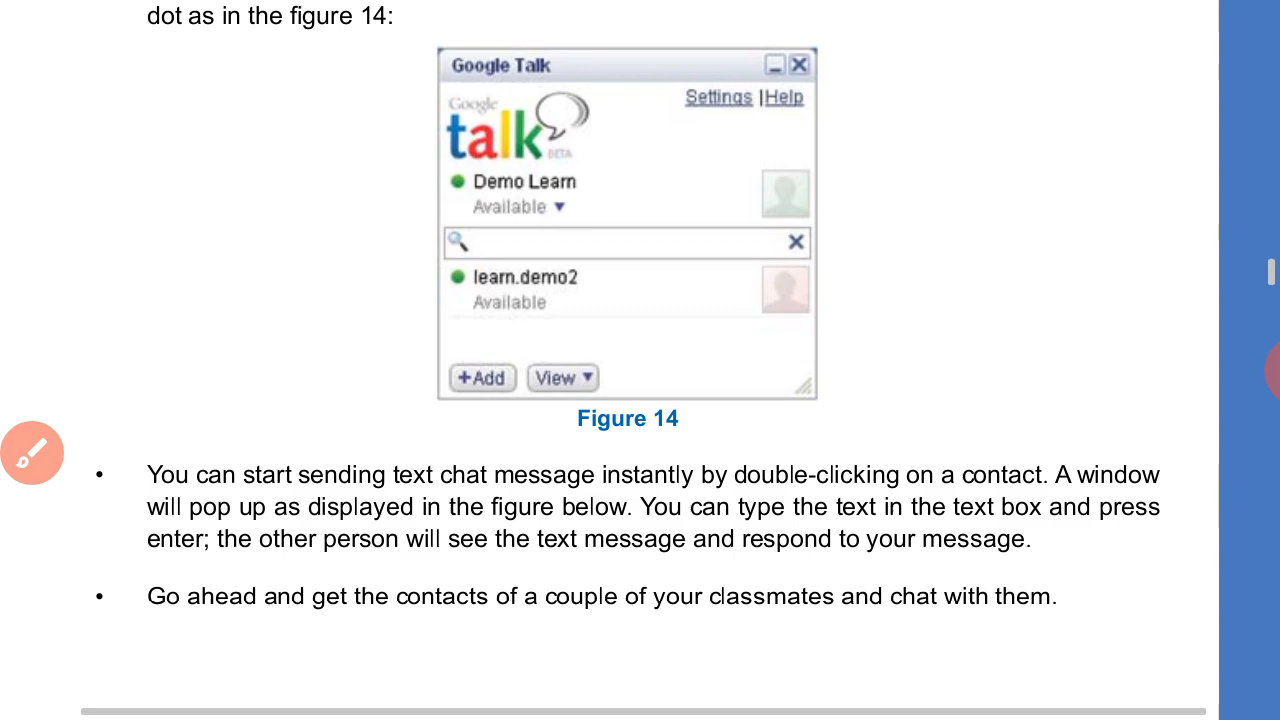 dot as in the figure 14:
Google Talk
Settings |Help
Google
talk
BETA
Demo Learn
Available
learn.demo2
Available
+Add View
Figure 14
• You can start sending text chat message instantly by double-clicking on a contact. A window
will pop up as displayed in the figure below. You can type the text in the text box and press
enter; the other person will see the text message and respond to your message.
• Go ahead and get the contacts of a couple of your classmates and chat with them.